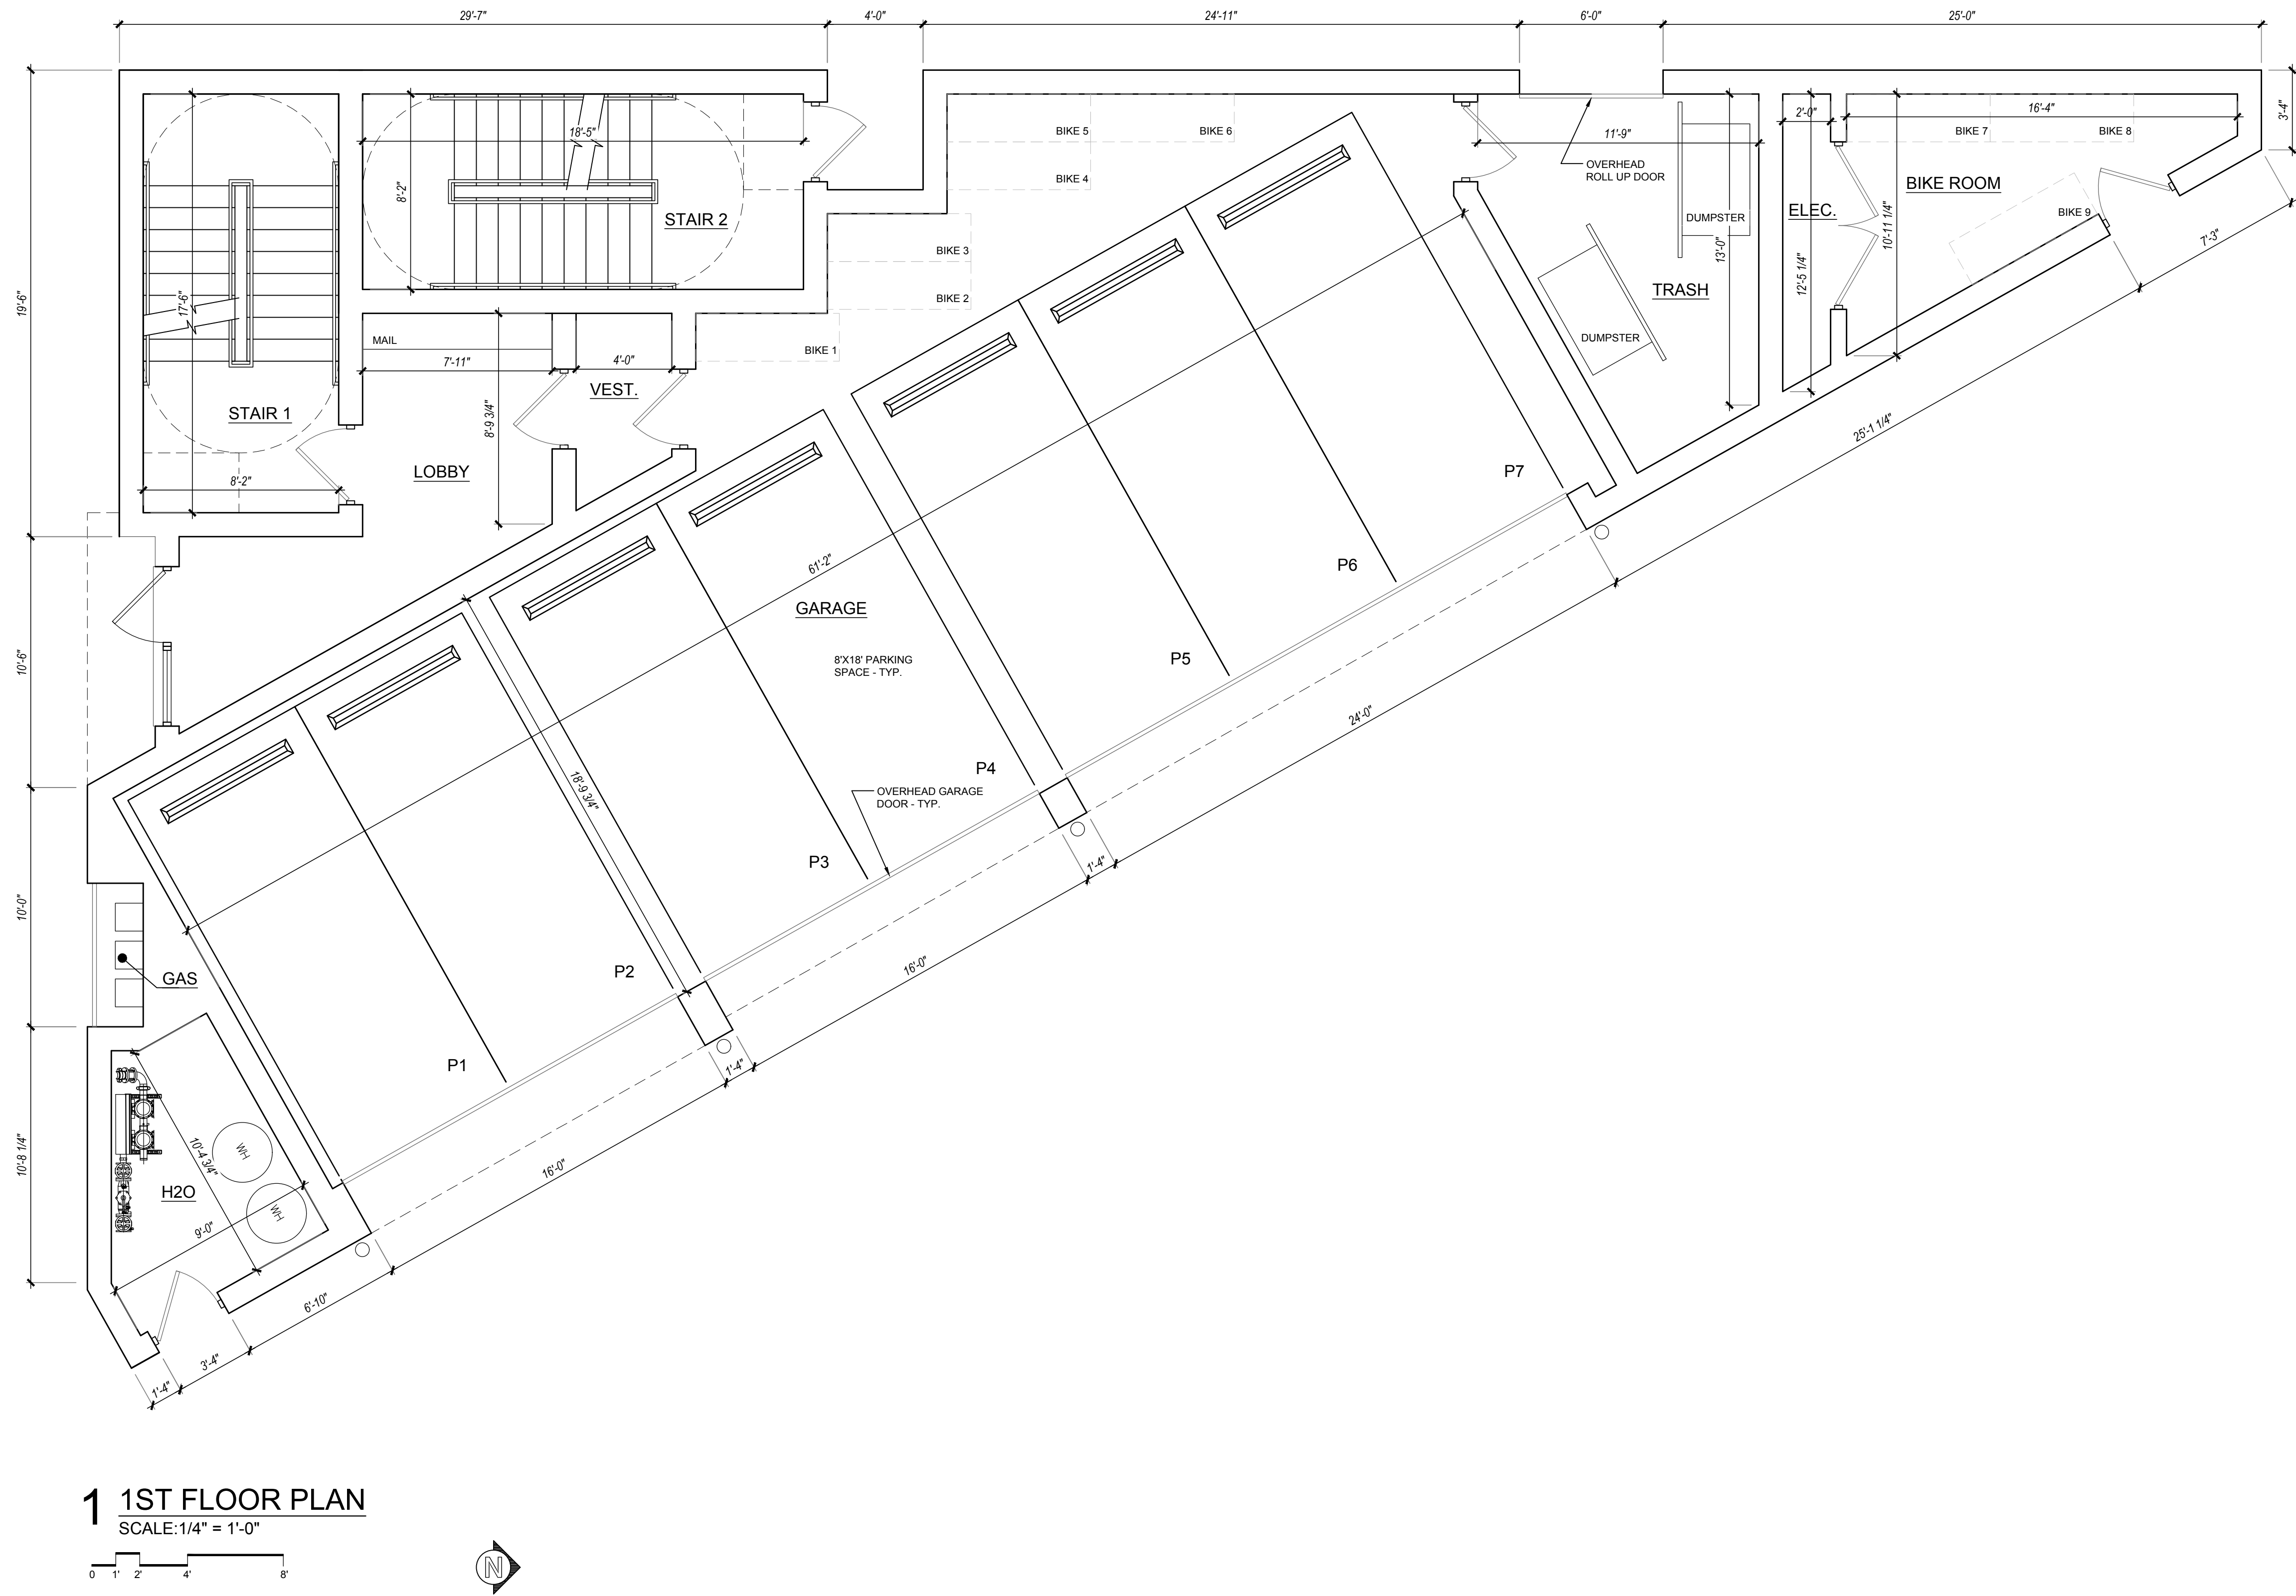 29'-7"
4'-0"
24'-11"
6'-0"
25'-0"
19'-6"
10'-6"
10'-0"
10'-8 1/4"
3'-4"
7'-3"
25'-1 1/4"
24'-0"
1'-4"
16'-0"
1'-4"
16'-0"
6'-10"
3'-4"
1'-4"
17'-6"
8'-2"
STAIR 1
18'-5"
8'-2"
STAIR 2
MAIL
7'-11"
4'-0"
8'-9 3/4"
VEST.
LOBBY
BIKE 1
BIKE 2
BIKE 3
BIKE 4
BIKE 5
BIKE 6
11'-9"
OVERHEAD
ROLL UP DOOR
DUMPSTER
13'-0"
TRASH
DUMPSTER
2'-0"
ELEC.
12'-5 1/4"
10'-11 1/4"
16'-4"
BIKE 7
BIKE 8
BIKE ROOM
BIKE 9
61'-2"
GARAGE
8'X18' PARKING
SPACE - TYP.
18'-9 3/4"
OVERHEAD GARAGE
DOOR - TYP.
P7
P6
P5
P4
P3
P2
P1
GAS
10'-4 3/4"
WH
WH
H2O
9'-0"
1 1ST FLOOR PLAN
SCALE:1/4" = 1'-0"
0 1' 2' 4' 8'
N